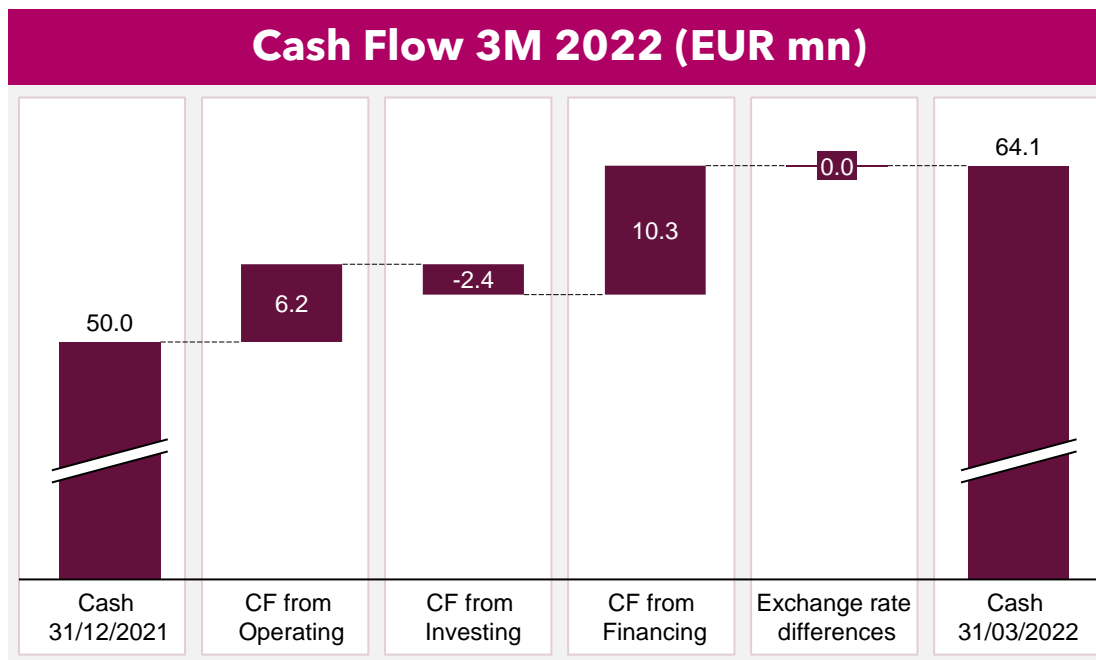 Cash Flow 3M 2022 (EUR mn)
50.0
6.2
-2.4
10.3
0.0
64.1
Cash
31/12/2021
CF from
Operating
CF from
Investing
CF from
Financing
Exchange rate
differences
Cash
31/03/2022